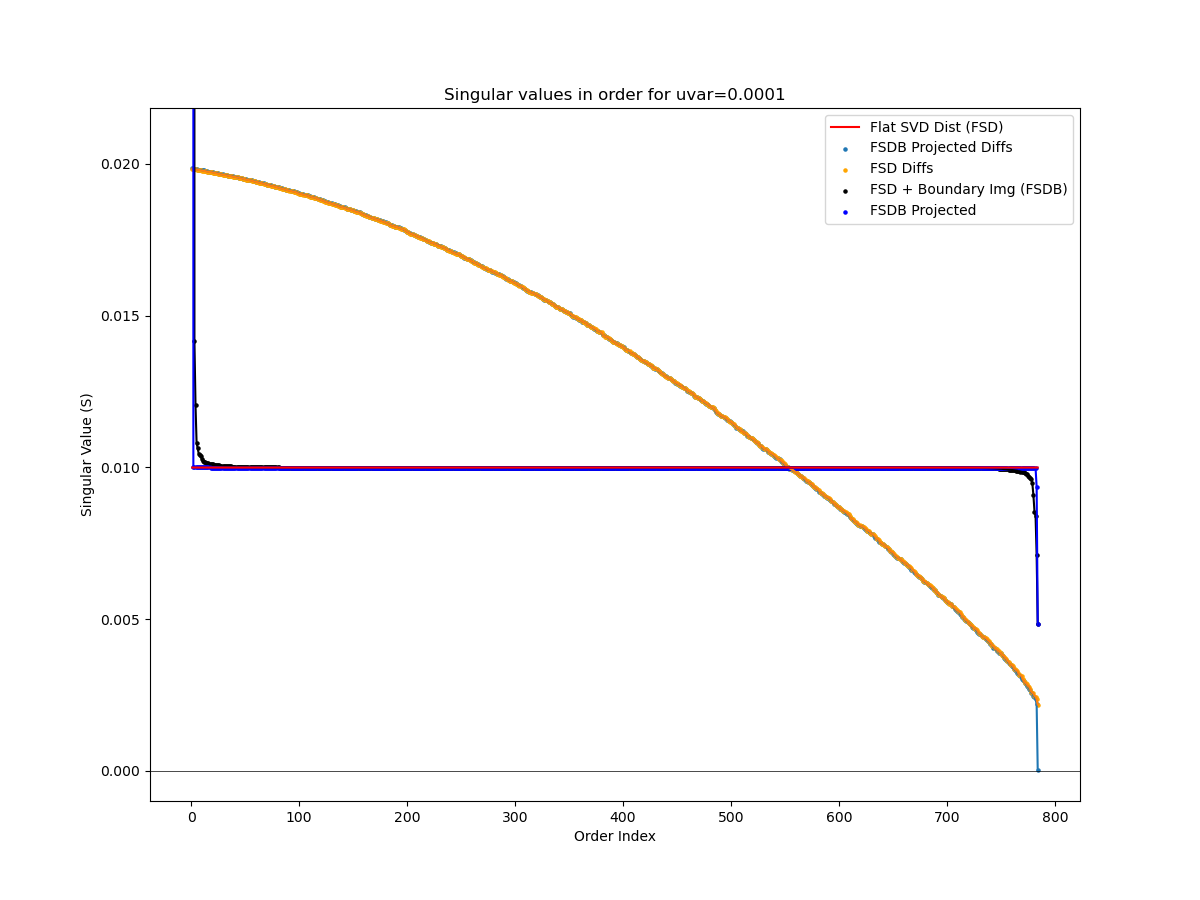 Singular values in order for uvar=0.0001
Flat SVD Dist (FSD)
FSDB Projected Diffs
FSD Diffs
FSD + Boundary Img (FSDB)
FSDB Projected
0.020
0.015
0.010
0.005
0.000
Singular Value (S)
0 100 200 300 400 500 600 700 800
Order Index